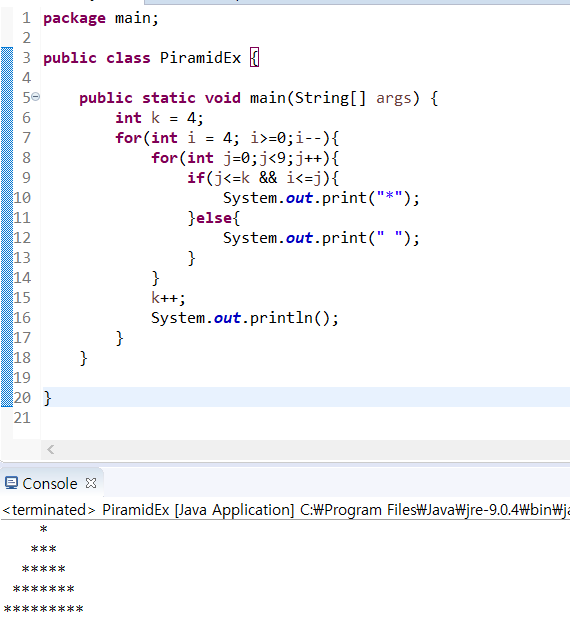 1 package main;
2
3 public class PiramidEx {
4
5     public static void main(String[] args) {
6         int k = 4;
7         for(int i = 4; i>=0;i--){
8             for(int j=0;j<9;j++){
9                 if(j<=k && i<=j){
10                     System.out.print("*");
11                 }else{
12                     System.out.print(" ");
13                 }
14             }
15             k++;
16             System.out.println();
17         }
18     }
19
20 }
21
Console
<terminated> PiramidEx [Java Application] C:₩Program Files₩Java₩jre-9.0.4₩bin₩ja
    *
   ***
  *****
 *******
*********